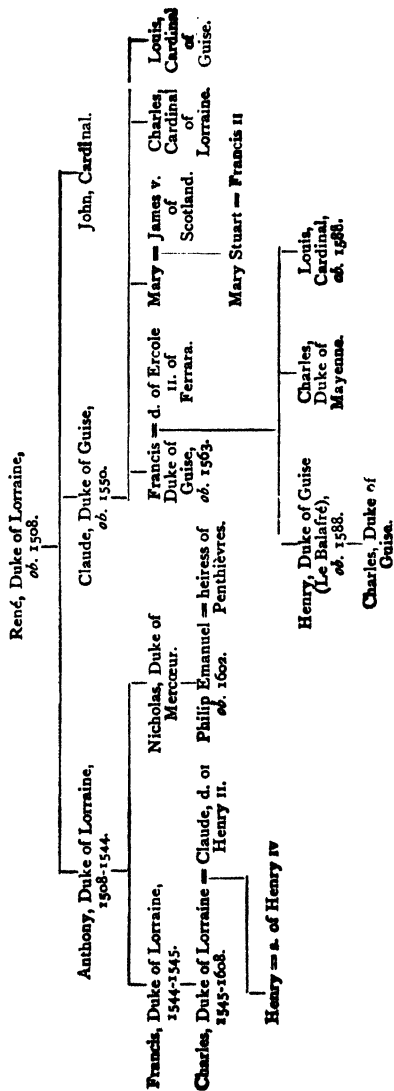 René, Duke of Lorraine,
ob. 1508.
Anthony, Duke of Lorraine,
1508-1544.
Claude, Duke of Guise,
ob. 1550.
John, Cardinal.
Francis, Duke of Lorraine,
1544-1545.
Nicholas, Duke of
Mercœur.
Francis = d. of Ercole
Duke of II. of
Guise, Ferrara.
ob. 1563.
Mary = James v.
of
Scotland.
Charles,
Cardinal
of
Lorraine.
Louis,
Cardinal
of
Guise.
Charles, Duke of Lorraine = Claude, d. of
1545-1608. Henry II.
Philip Emanuel = heiress of
ob. 1602. Penthièvres.
Mary Stuart = Francis II
Henry = s. of Henry IV
Henry, Duke of Guise
(Le Balafré),
ob. 1588.
Charles,
Duke of
Mayenne.
Louis,
Cardinal,
ob. 1588.
Charles, Duke of
Guise.